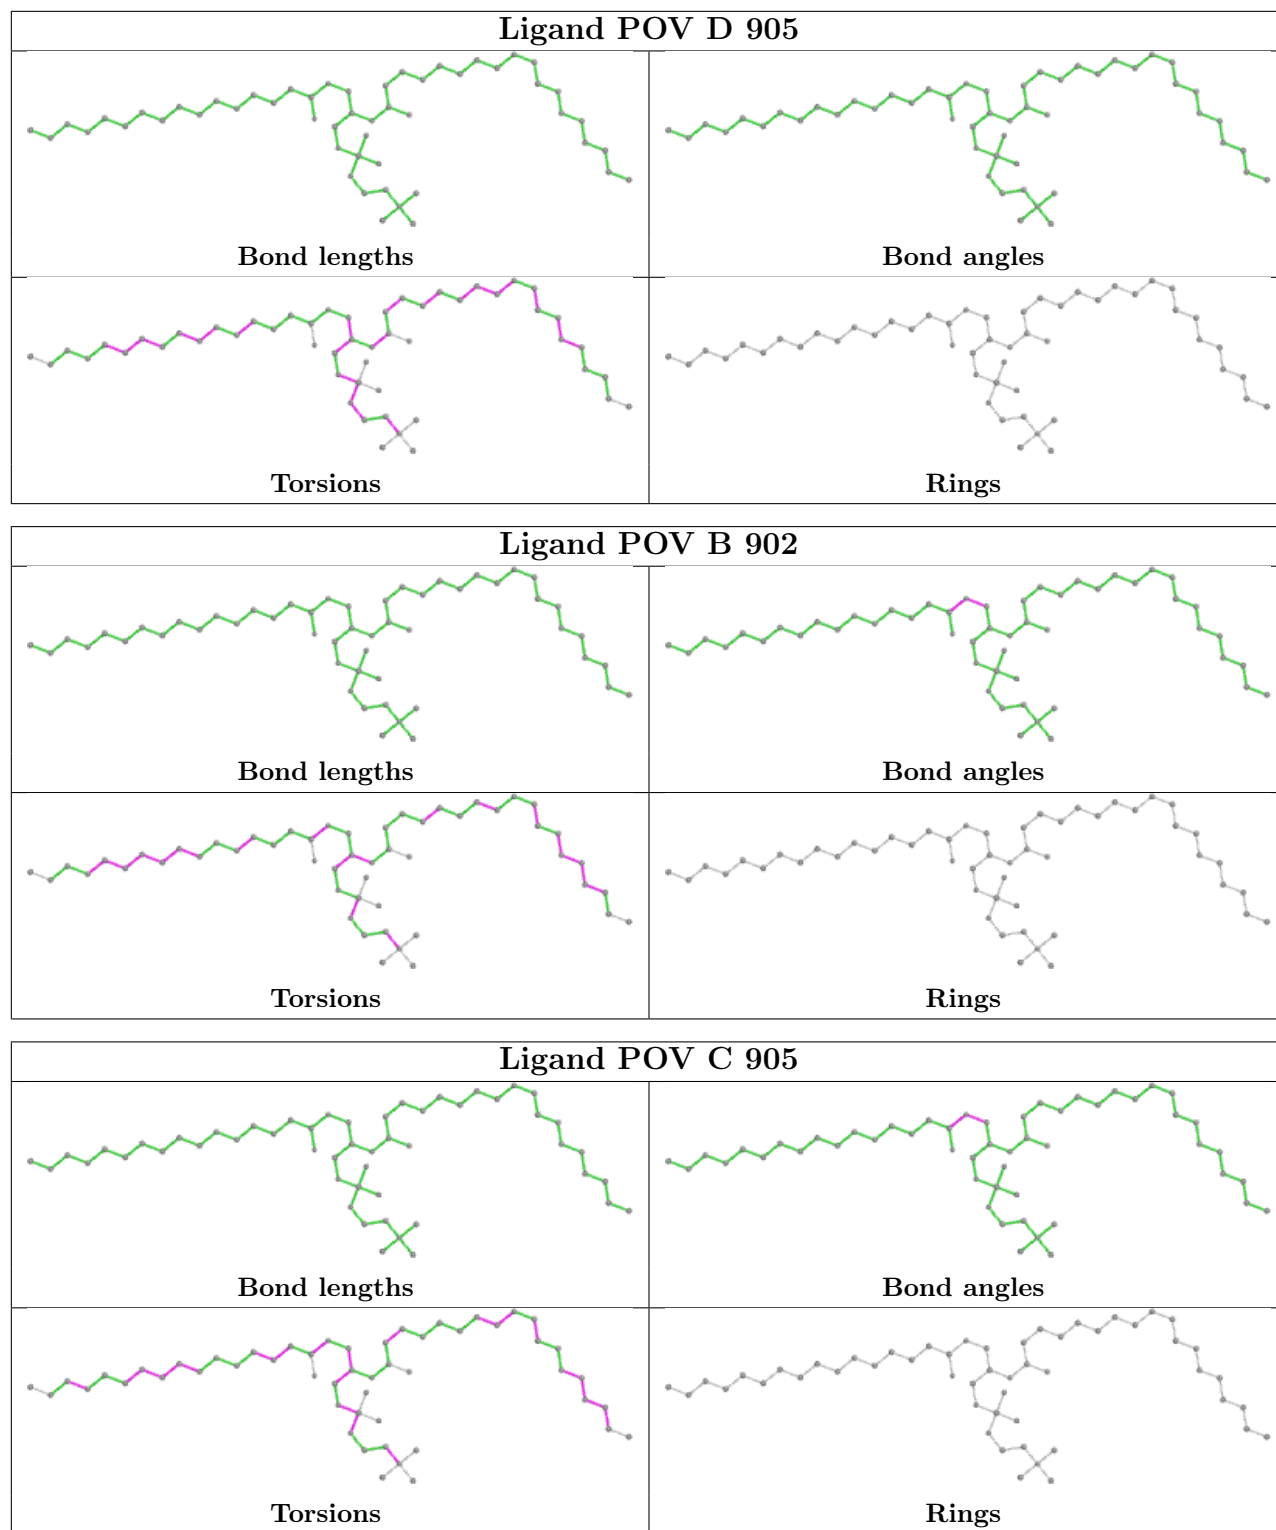 Ligand POV D 905
Bond lengths
Bond angles
Torsions
Rings
Ligand POV B 902
Bond lengths
Bond angles
Torsions
Rings
Ligand POV C 905
Bond lengths
Bond angles
Torsions
Rings